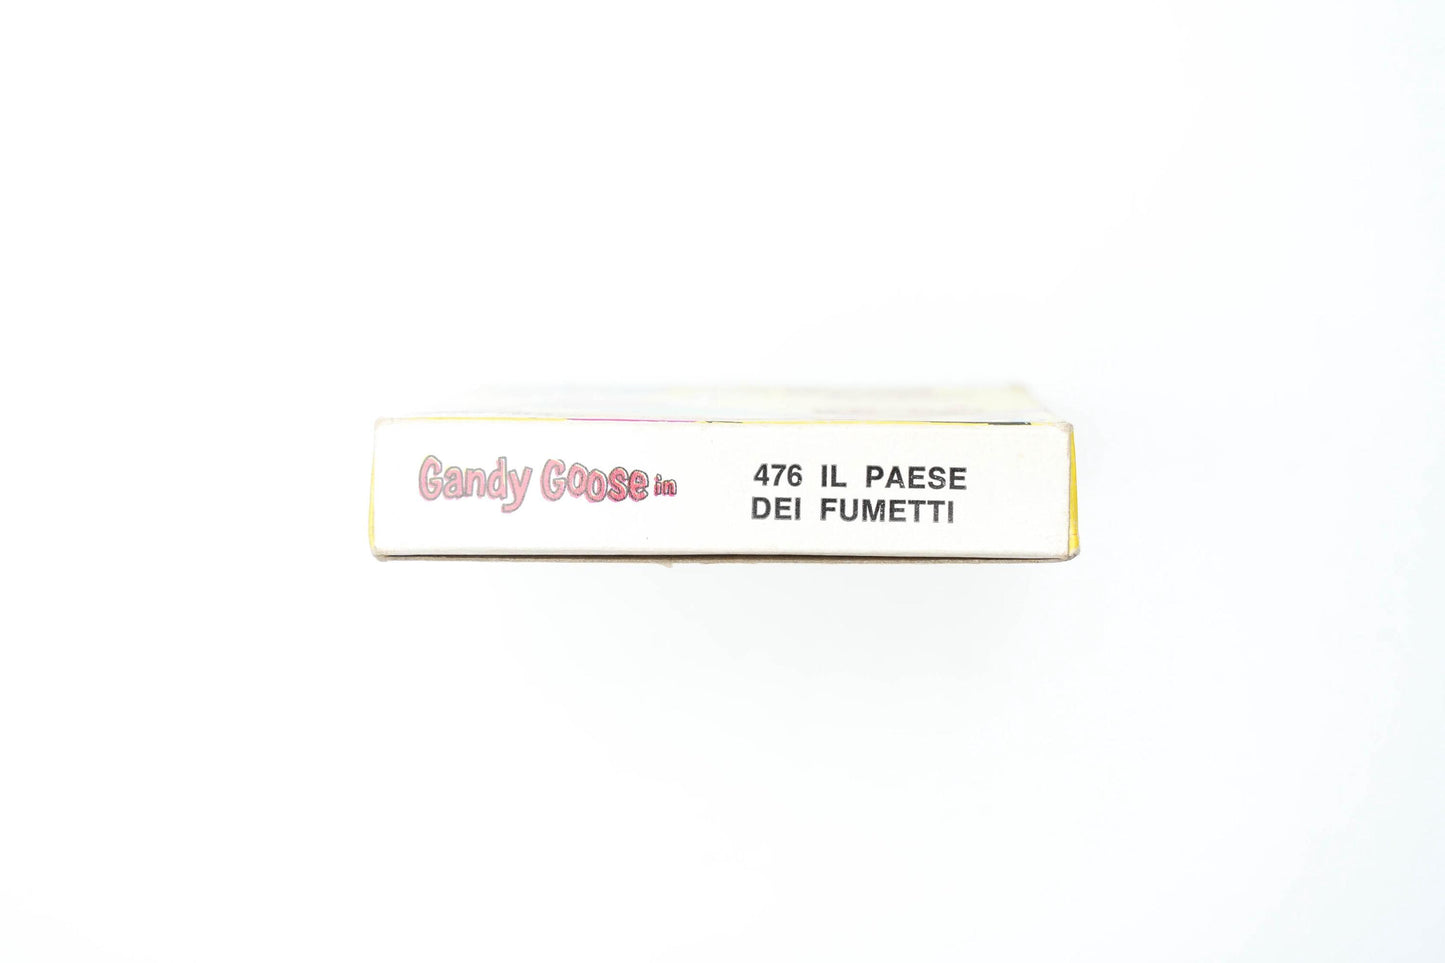 Gandy Goose in
476 IL PAESE
DEI FUMETTI